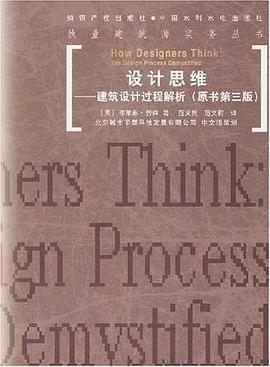 知识产权出版社●中国水利水电出版社
执业建筑师实务丛书
How Designers Think:
The Design Process Demystified
设计思维
——建筑设计过程解析（原书第三版）
[英] 布莱恩·劳森 著 范文兵 范文莉 译
北京城市节奏科技发展有限公司 中文版策划
ners Think:
ign Process
Demystified